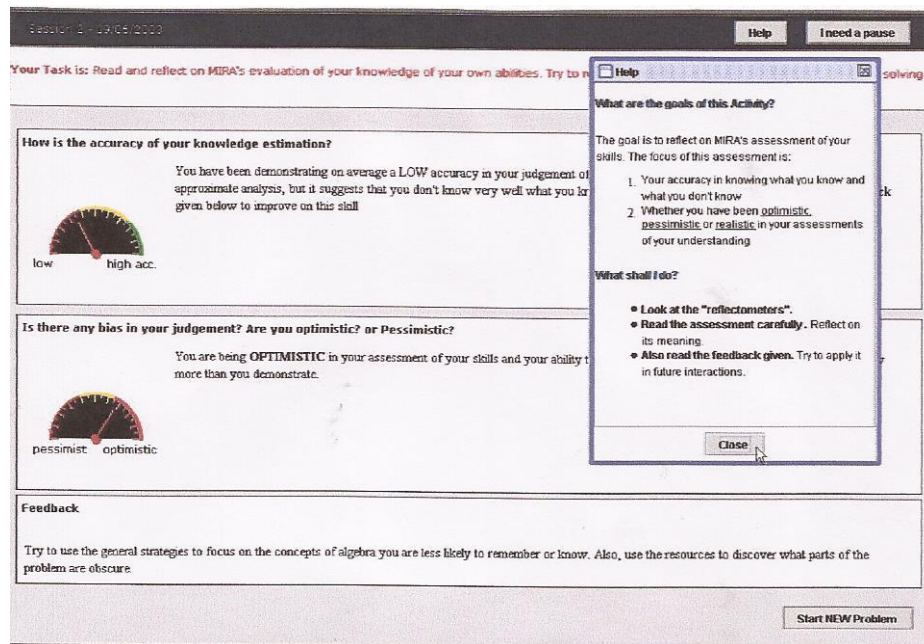 Session 2 - 19/06/2003
Help
I need a pause
Your Task is: Read and reflect on MIRA's evaluation of your knowledge of your own abilities. Try to
solving
How is the accuracy of your knowledge estimation?
You have been demonstrating on average a LOW accuracy in your judgement of
approximate analysis, but it suggests that you don't know very well what you
given below to improve on this skill
low high acc.
Is there any bias in your judgement? Are you optimistic? or Pessimistic?
You are being OPTIMISTIC in your assessment of your skills and your ability
more than you demonstrate.
pessimist optimistic
Feedback
Try to use the general strategies to focus on the concepts of algebra you are less likely to remember or know. Also, use the resources to discover what parts of the
problem are obscure
Start NEW Problem
Help
What are the goals of this Activity?
The goal is to reflect on MIRA's assessment of your
skills. The focus of this assessment is:
1. Your accuracy in knowing what you know and
what you don't know
2. Whether you have been optimistic,
pessimistic or realistic in your assessments
of your understanding
What shall I do?
• Look at the "reflectometers".
• Read the assessment carefully. Reflect on
its meaning.
• Also read the feedback given. Try to apply it
in future interactions.
Close